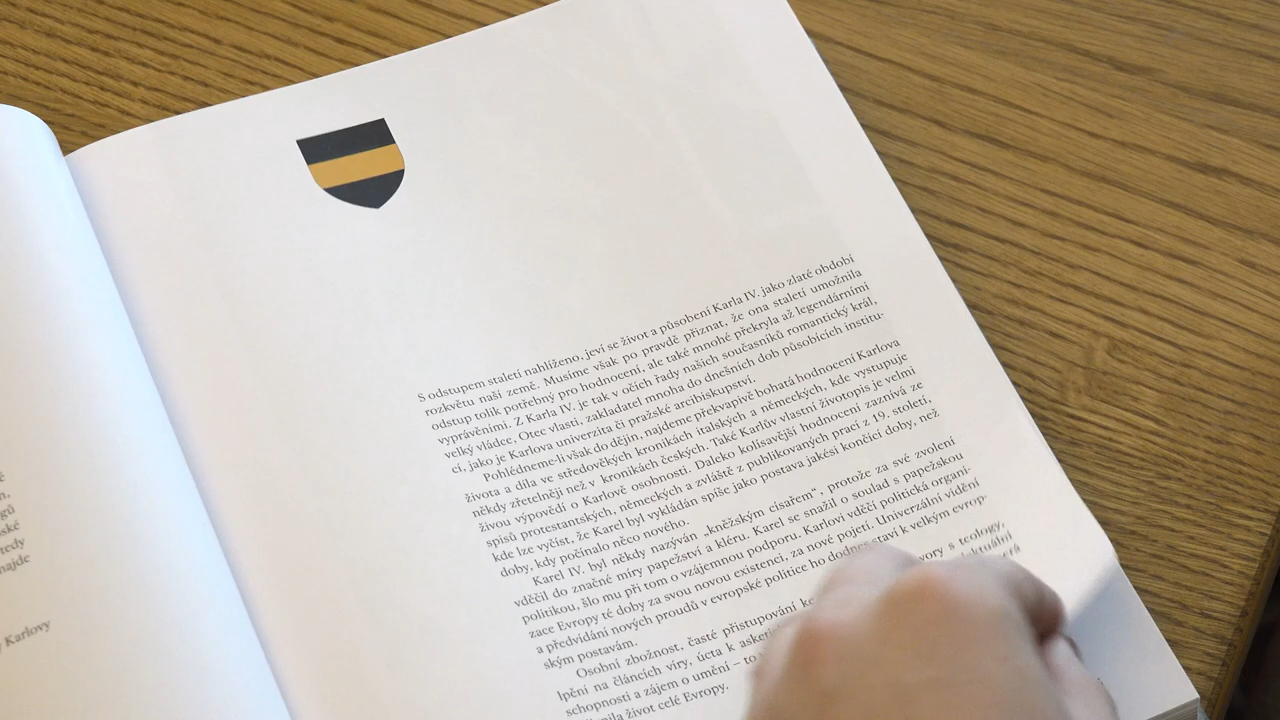 é
n,
gů
ské
tedy
najde
Karlovy
S odstupem staletí nahlíženo, jeví se život a působení Karla IV. jako zlaté období
rozkvětu naší země. Musíme však po pravdě přiznat, že ona staletí umožnila
odstup tolik potřebný pro hodnocení, ale také mnohé překryla až legendárními
vyprávěními. Z Karla IV. je tak v očích řady našich současníků romantický král,
velký vládce, Otec vlasti, zakladatel mnoha do dnešních dob působících institu-
cí, jako je Karlova univerzita či pražské arcibiskupství.
Pohlédneme-li však do dějin, najdeme překvapivě bohatá hodnocení Karlova
života a díla ve středověkých kronikách italských a německých, kde vystupuje
někdy zřetelněji než v kronikách českých. Také Karlův vlastní životopis je velmi
živou výpovědí o Karlově osobnosti. Daleko kolísavější hodnocení zaznívá ze
spisů protestantských, německých a zvláště z publikovaných prací z 19. století,
kde lze vyčíst, že Karel byl vykládán spíše jako postava jakési končící doby, než
doby, kdy počínalo něco nového.
Karel IV. byl někdy nazýván „kněžským císařem“, protože za své zvolení
vděčil do značné míry papežství a kléru. Karel se snažil o soulad s papežskou
politikou, šlo mu při tom o vzájemnou podporu. Karlovi vděčí politická organi-
zace Evropy té doby za svou novou existenci, za nové pojetí. Univerzální vidění
a předvídání nových proudů v evropské politice ho dodnes staví k velkým evrop-
ským postavám.
Osobní zbožnost, časté přistupování ke vory s teology,
lpění na článcích víry, úcta k
schopnosti a zájem o umění – to
život celé Evropy.